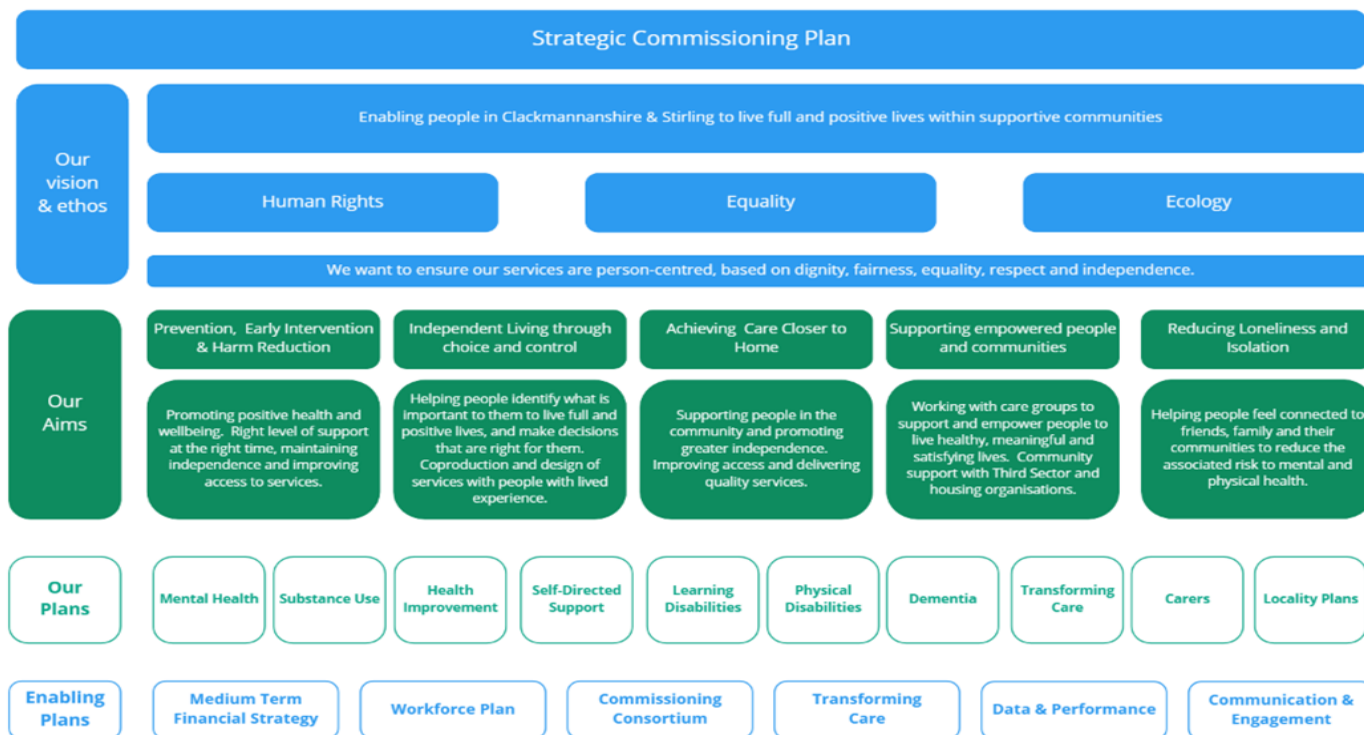 Strategic Commissioning Plan
Our
vision
& ethos
Enabling people in Clackmannanshire & Stirling to live full and positive lives within supportive communities
Human Rights
Equality
Ecology
We want to ensure our services are person-centred, based on dignity, fairness, equality, respect and independence.
Our
Aims
Prevention, Early Intervention
& Harm Reduction
Independent Living through
choice and control
Achieving Care Closer to
Home
Supporting empowered people
and communities
Reducing Loneliness and
Isolation
Promoting positive health and
wellbeing. Right level of support
at the right time, maintaining
independence and improving
access to services.
Helping people identify what is
important to them to live full and
positive lives, and make decisions
that are right for them.
Coproduction and design of
services with people with lived
experience.
Supporting people in the
community and promoting
greater independence.
Improving access and delivering
quality services.
Working with care groups to
support and empower people to
live healthy, meaningful and
satisfying lives. Community
support with Third Sector and
housing organisations.
Helping people feel connected to
friends, family and their
communities to reduce the
associated risk to mental and
physical health.
Our
Plans
Mental Health
Substance Use
Health
Improvement
Self-Directed
Support
Learning
Disabilities
Physical
Disabilities
Dementia
Transforming
Care
Carers
Locality Plans
Enabling
Plans
Medium Term
Financial Strategy
Workforce Plan
Commissioning
Consortium
Transforming
Care
Data & Performance
Communication &
Engagement